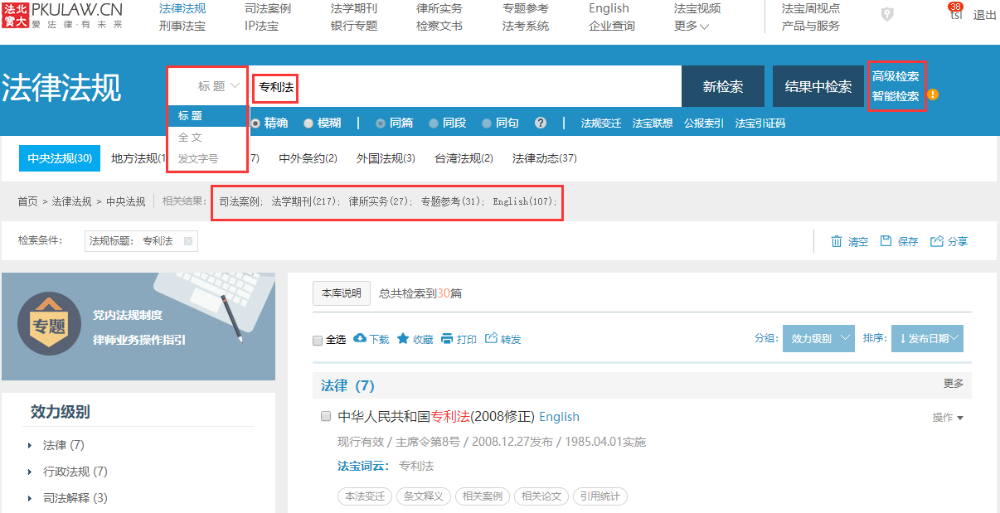 法北 PKULAW.CN
寶大 爱法律·有未来
法律法规 司法案例 法学期刊 律所实务 专题参考 English 法宝视频 法宝周视点
刑事法宝 IP法宝 银行专题 检察文书 法考系统 企业查询 更多 产品与服务
38
tsl 退出
法律法规
标 题 专利法 新检索 结果中检索 高级检索
智能检索 !
标 题
全 文
发文字号
精确 模糊 | 同篇 同段 同句 ? | 法规变迁 法宝联想 公报索引 法宝引证码
中央法规(30) 地方法规(1 7) 中外条约(2) 外国法规(3) 台湾法规(2) 法律动态(37)
首页 > 法律法规 > 中央法规 相关结果: 司法案例; 法学期刊(217); 律所实务(27); 专题参考(31); English(107);
检索条件: 法规标题: 专利法 清空 保存 分享
专题
党内法规制度
律师业务操作指引
本库说明 总共检索到30篇
全选 下载 收藏 打印 转发 分组: 效力级别 排序: ↓发布日期
法律 (7) 更多
效力级别
法律 (7)
行政法规 (7)
司法解释 (3)
中华人民共和国专利法(2008修正) English 操作
现行有效 / 主席令第8号 / 2008.12.27发布 / 1985.04.01实施
法宝词云: 专利法
本法变迁 条文释义 相关案例 相关论文 引用统计